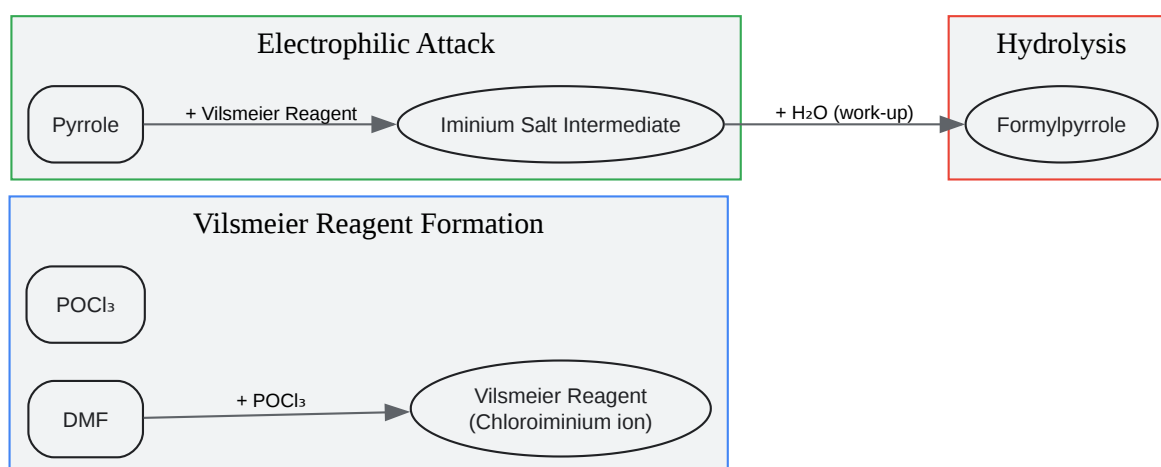 Electrophilic Attack
Pyrrole
+ Vilsmeier Reagent
Iminium Salt Intermediate
+ H₂O (work-up)
Hydrolysis
Formylpyrrole
Vilsmeier Reagent Formation
POCl₃
DMF
+ POCl₃
Vilsmeier Reagent
(Chloroiminium ion)